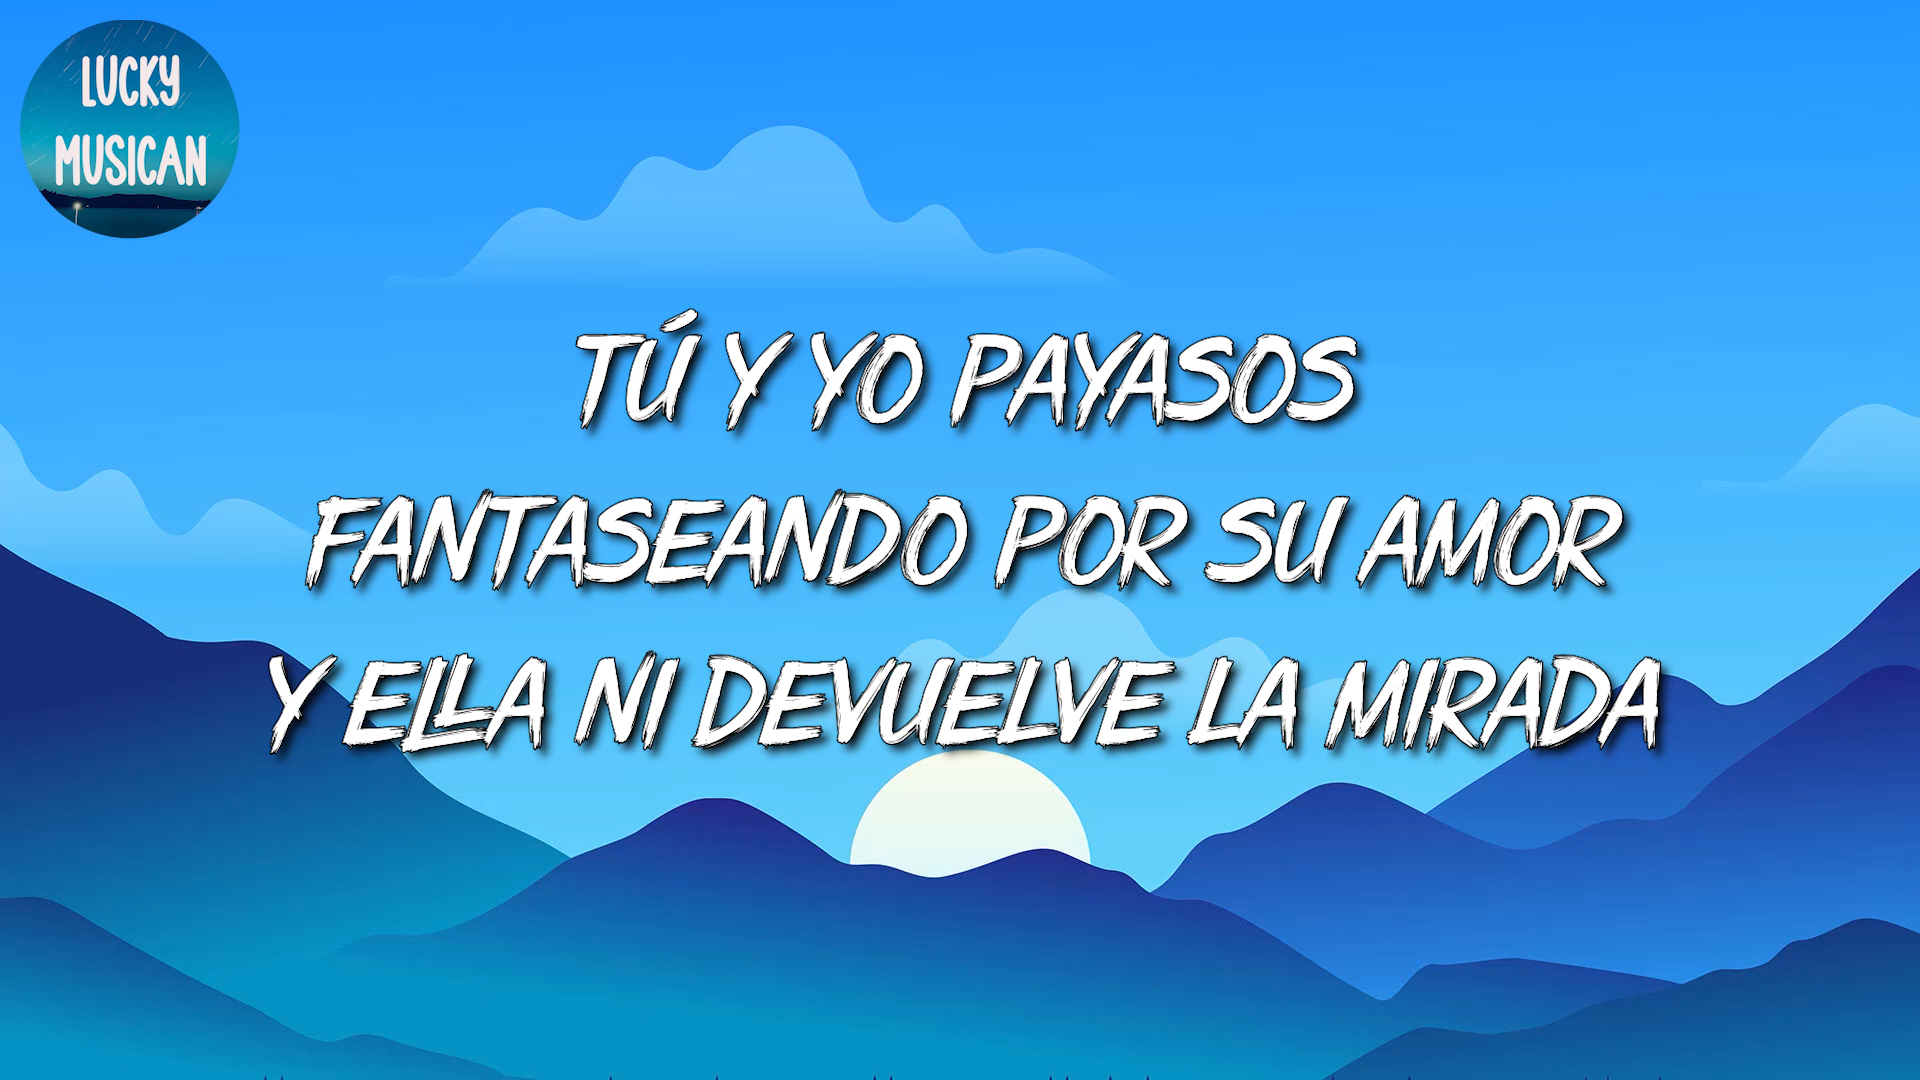 LUCKY
MUSICAN
TÚ Y YO PAYASOS
FANTASEANDO POR SU AMOR
Y ELLA NI DEVUELVE LA MIRADA